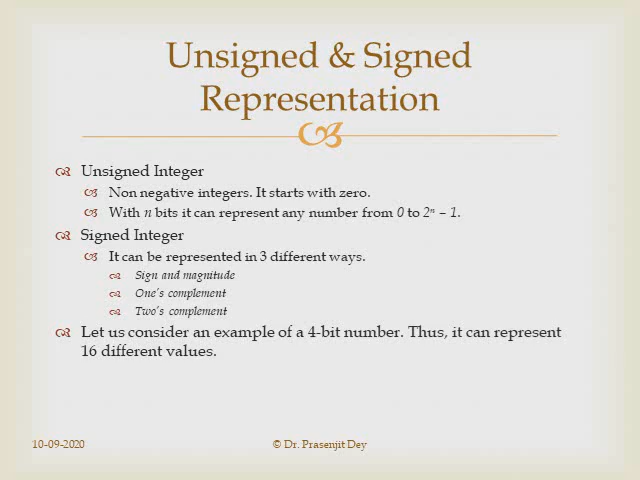 Unsigned & Signed
Representation
Unsigned Integer
Non negative integers. It starts with zero.
With n bits it can represent any number from 0 to 2ⁿ – 1.
Signed Integer
It can be represented in 3 different ways.
Sign and magnitude
One's complement
Two's complement
Let us consider an example of a 4-bit number. Thus, it can represent
16 different values.
10-09-2020
© Dr. Prasenjit Dey